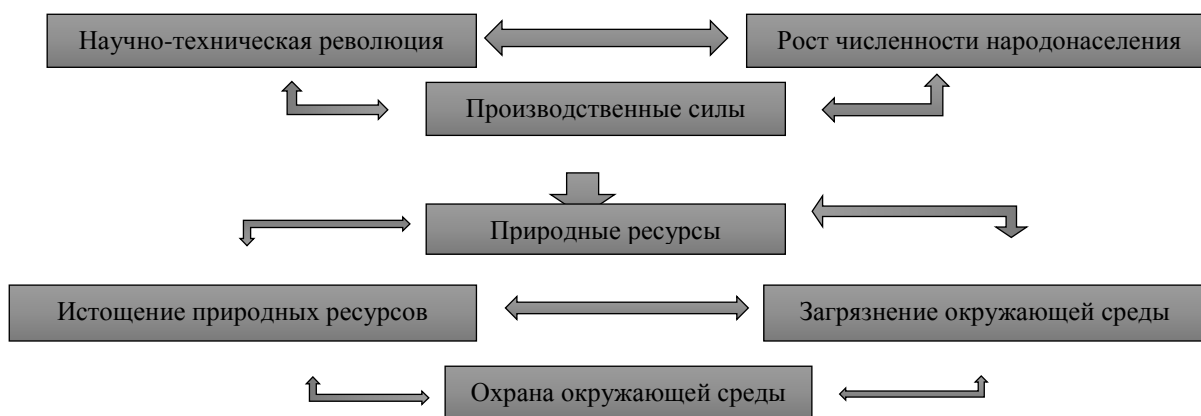 Научно-техническая революция
Рост численности народонаселения
Производственные силы
Природные ресурсы
Истощение природных ресурсов
Загрязнение окружающей среды
Охрана окружающей среды